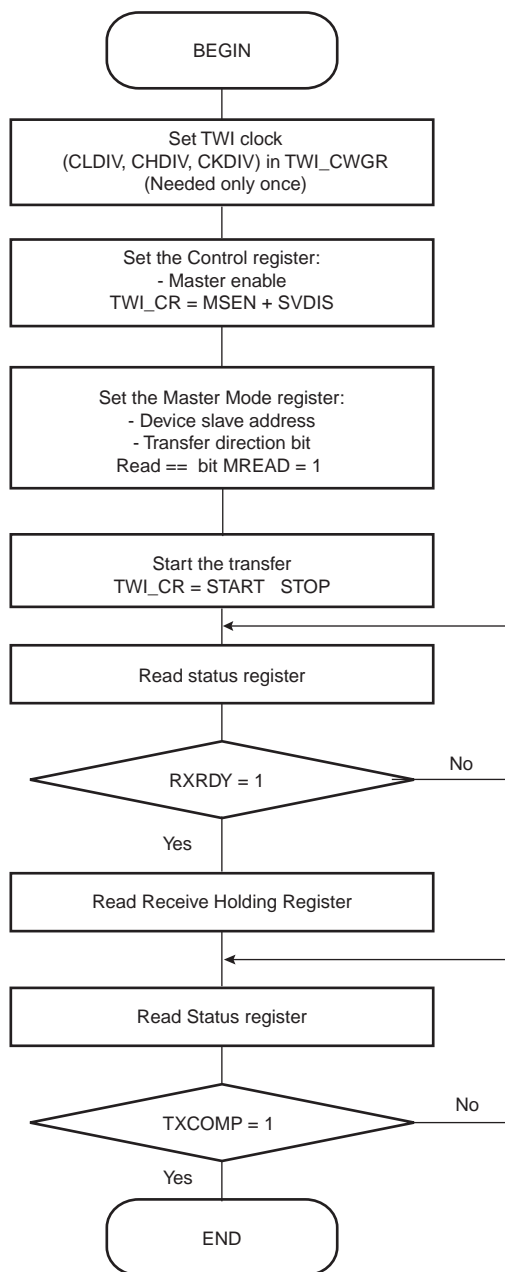 BEGIN
Set TWI clock
(CLDIV, CHDIV, CKDIV) in TWI_CWGR
(Needed only once)
Set the Control register:
- Master enable
TWI_CR = MSEN + SVDIS
Set the Master Mode register:
- Device slave address
- Transfer direction bit
Read == bit MREAD = 1
Start the transfer
TWI_CR = START STOP
Read status register
RXRDY = 1
No
Yes
Read Receive Holding Register
Read Status register
TXCOMP = 1
No
Yes
END